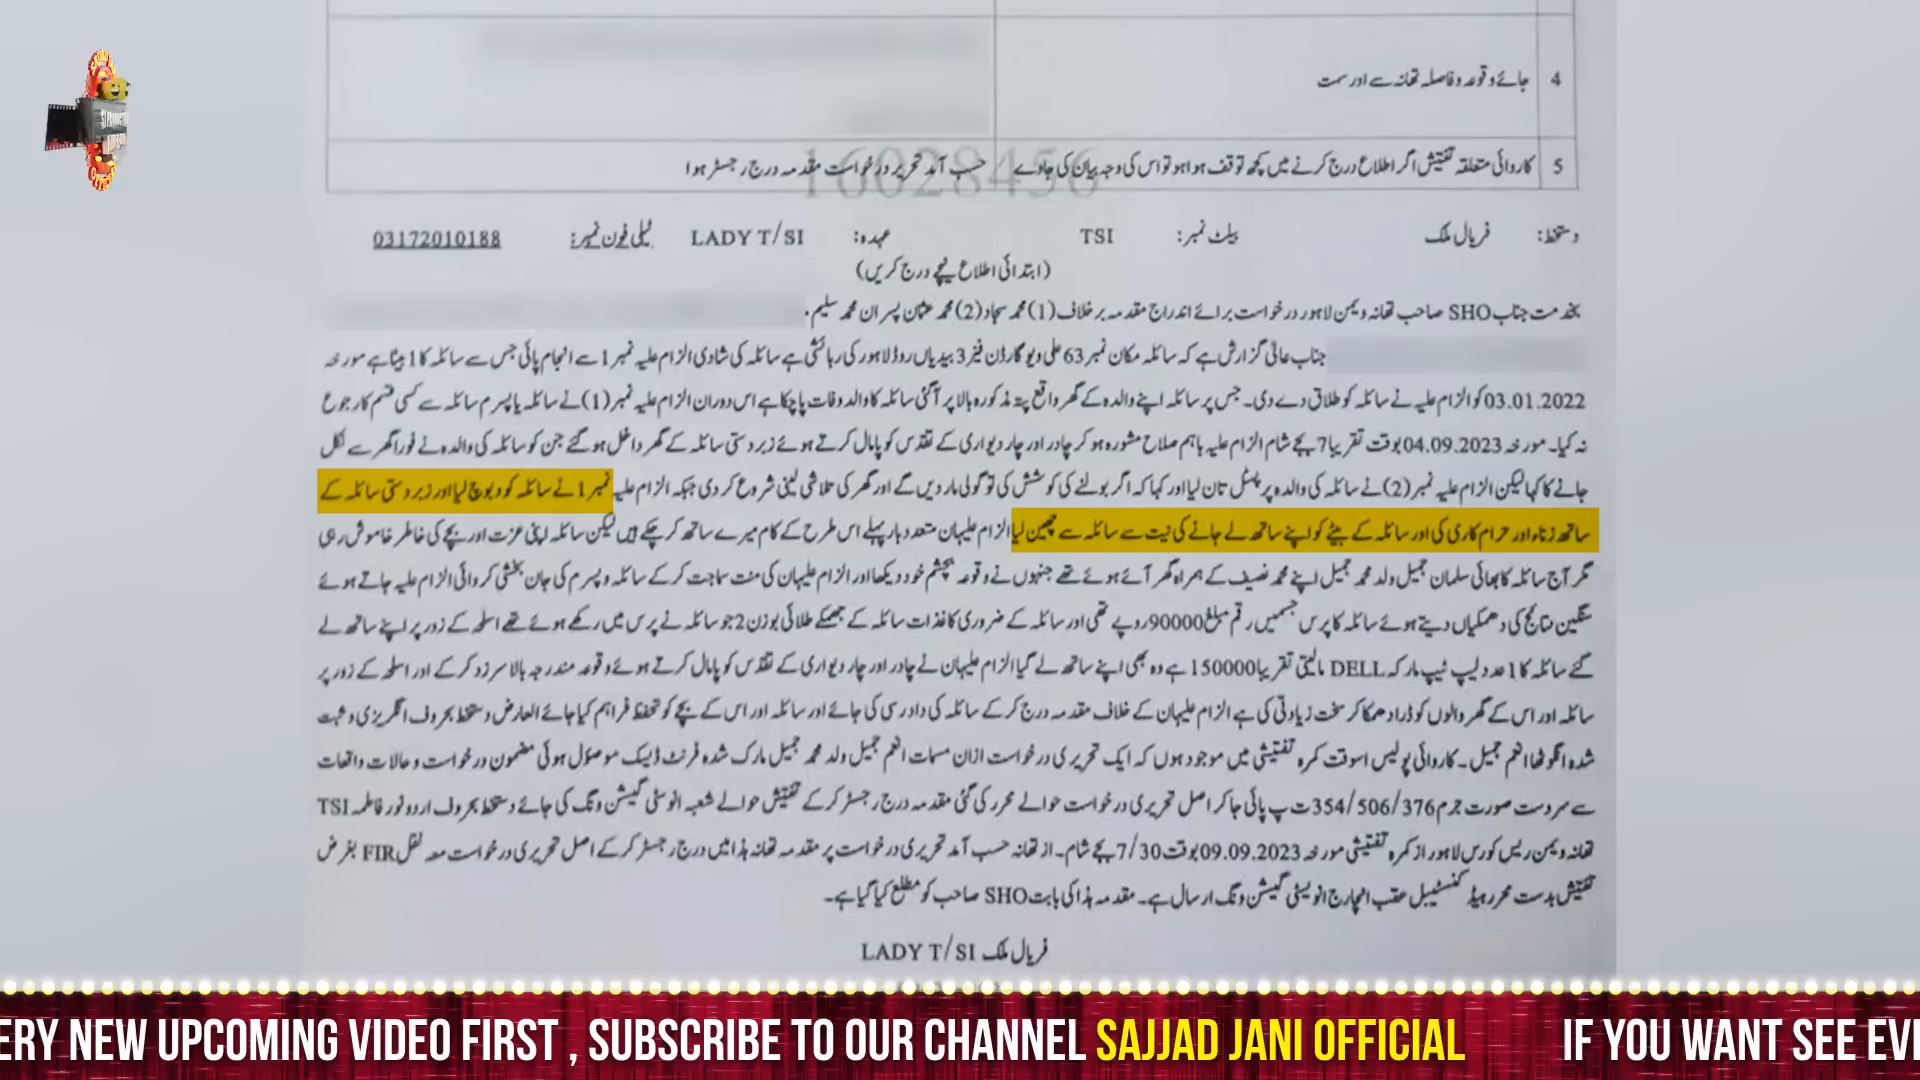 4 جائے وقوعہ و فاصلہ تھانہ سے اور سمت
5 کاروائی متعلقہ تفتیش اگر اطلاع درج کرنے میں کچھ توقف ہوا ہو تو اس کی وجہ بیان کی جاوے حسب آمد تحریر درخواست مقدمہ درج رجسٹر ہوا
16028456
دستخط: فریال ملک بیلٹ نمبر: TSI عہدہ: LADY T/SI ٹیلی فون نمبر: 03172010188
(ابتدائی اطلاع نیچے درج کریں)
بخدمت جناب SHO صاحب تھانہ ویمن لاہور درخواست برائے اندراج مقدمہ برخلاف (1) محمد سجاد (2) محمد عثمان پسران محمد سلیم
جناب عالی گزارش ہے کہ سائلہ مکان نمبر 63 علی ویو گارڈن فیز 3 بیدیاں روڈ لاہور کی رہائشی ہے سائلہ کی شادی الزام علیہ نمبر 1 سے انجام پائی جس سے سائلہ کا 1 بیٹا ہے مورخہ
03.01.2022 کو الزام علیہ نے سائلہ کو طلاق دے دی۔ جس پر سائلہ اپنے والدہ کے گھر واقع پتہ مذکورہ بالا پر آگئی سائلہ کا والد وفات پا چکا ہے اس دوران الزام علیہ نمبر (1) نے سائلہ یا پسرم سائلہ سے کسی قسم کا رجوع
نہ کیا۔ مورخہ 04.09.2023 بوقت تقریبا 7 بجے شام الزام علیہ باہم صلاح مشورہ ہو کر چادر اور چار دیواری کے تقدس کو پامال کرتے ہوئے زبردستی سائلہ کے گھر داخل ہو گئے جن کو سائلہ کی والدہ نے فورا گھر سے نکل
جانے کا کہا لیکن الزام علیہ نمبر (2) نے سائلہ کی والدہ پر پسٹل تان لیا اور کہا کہ اگر بولنے کی کوشش کی تو گولی مار دیں گے اور گھر کی تلاشی لینی شروع کر دی جبکہ الزام علیہ نمبر 1 نے سائلہ کو دبوچ لیا اور زبردستی سائلہ کے
ساتھ زناہ اور حرام کاری کی اور سائلہ کے بیٹے کو اپنے ساتھ لے جانے کی نیت سے سائلہ سے چھین لیا الزام علیہان متعدد بار پہلے اس طرح کے کام میرے ساتھ کر چکے ہیں لیکن سائلہ اپنی عزت اور بچے کی خاطر خاموش رہی
مگر آج سائلہ کا بھائی سلمان جمیل ولد محمد جمیل اپنے محمد نصیف کے ہمراہ گھر آئے ہوئے تھے جنہوں نے وقوعہ بچشم خود دیکھا اور الزام علیہان کی منت سماجت کر کے سائلہ و پسرم کی جان بخشی کروائی الزام علیہ جاتے ہوئے
سنگین نتائج کی دھمکیاں دیتے ہوئے سائلہ کا پرس جسمیں رقم مبلغ 90000 روپے تھی اور سائلہ کے ضروری کاغذات سائلہ کے جھمکے طلائی بوزن 2 جو سائلہ نے پرس میں رکھے ہوئے تھے اسلحہ کے زور پر اپنے ساتھ لے
گئے سائلہ کا 1 عدد لیپ ٹیپ مارکہ DELL مالیتی تقریبا 150000 ہے وہ بھی اپنے ساتھ لے گیا الزام علیہان نے چادر اور چار دیواری کے تقدس کو پامال کرتے ہوئے وقوعہ مندرجہ بالا سرزد کر کے اور اسلحہ کے زور پر
سائلہ اور اس کے گھر والوں کو ڈرا دھمکا کر سخت زیادتی کی ہے الزام علیہان کے خلاف مقدمہ درج کر کے سائلہ کی داد رسی کی جائے اور سائلہ اور اس کے بچے کو تحفظ فراہم کیا جائے العارض دستخط بحروف انگریزی و ثبت
شدہ انگوٹھا انعم جمیل۔ کاروائی پولیس اسوقت کمرہ تفتیشی میں موجود ہوں کہ ایک تحریری درخواست ازان مسمات انعم جمیل ولد محمد جمیل مارک شدہ فرنٹ ڈیسک موصول ہوئی مضمون درخواست و حالات واقعات
سے سردست صورت جرم 354/506/376 ت پ پائی جا کر اصل تحریری درخواست حوالے محرر کی گئی مقدمہ درج رجسٹر کر کے تفتیش حوالے شعبہ انوسٹی گیشن ونگ کی جائے دستخط بحروف اردو نور فاطمہ TSI
تھانہ ویمن ریس کورس لاہور از کمرہ تفتیشی مورخہ 09.09.2023 بوقت 7/30 بجے شام۔ از تھانہ حسب آمد تحریری درخواست پر مقدمہ تھانہ ہذا میں درج رجسٹر کر کے اصل تحریری درخواست معہ نقل FIR بغرض
تفتیش بدست محرر ہیڈ کنسٹیبل عقب انچارج انویسٹی گیشن ونگ ارسال ہے۔ مقدمہ ہذا کی بابت SHO صاحب کو مطلع کیا گیا ہے۔
فریال ملک LADY T/SI
ERY NEW UPCOMING VIDEO FIRST , SUBSCRIBE TO OUR CHANNEL SAJJAD JANI OFFICIAL IF YOU WANT SEE EV